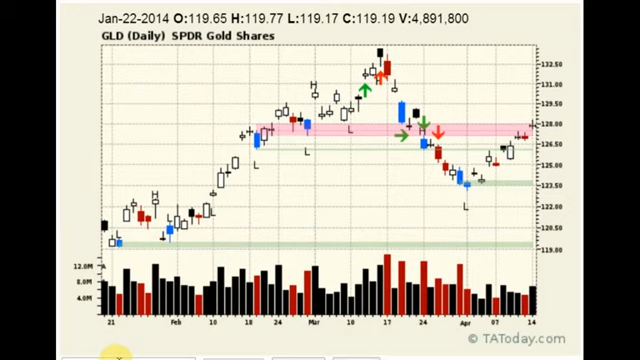 Jan-22-2014 O:119.65 H:119.77 L:119.17 C:119.19 V:4,891,800
GLD (Daily) SPDR Gold Shares
132.50
131.00
H
H
129.50
H
128.00
L
H
126.50
L
L
125.00
123.50
H
L
L
L
L
122.00
120.50
119.00
12.0M
A
8.0M
4.0M
21 Feb 10 18 24 Mar 10 17 24 Apr 07 14
© TAToday.com